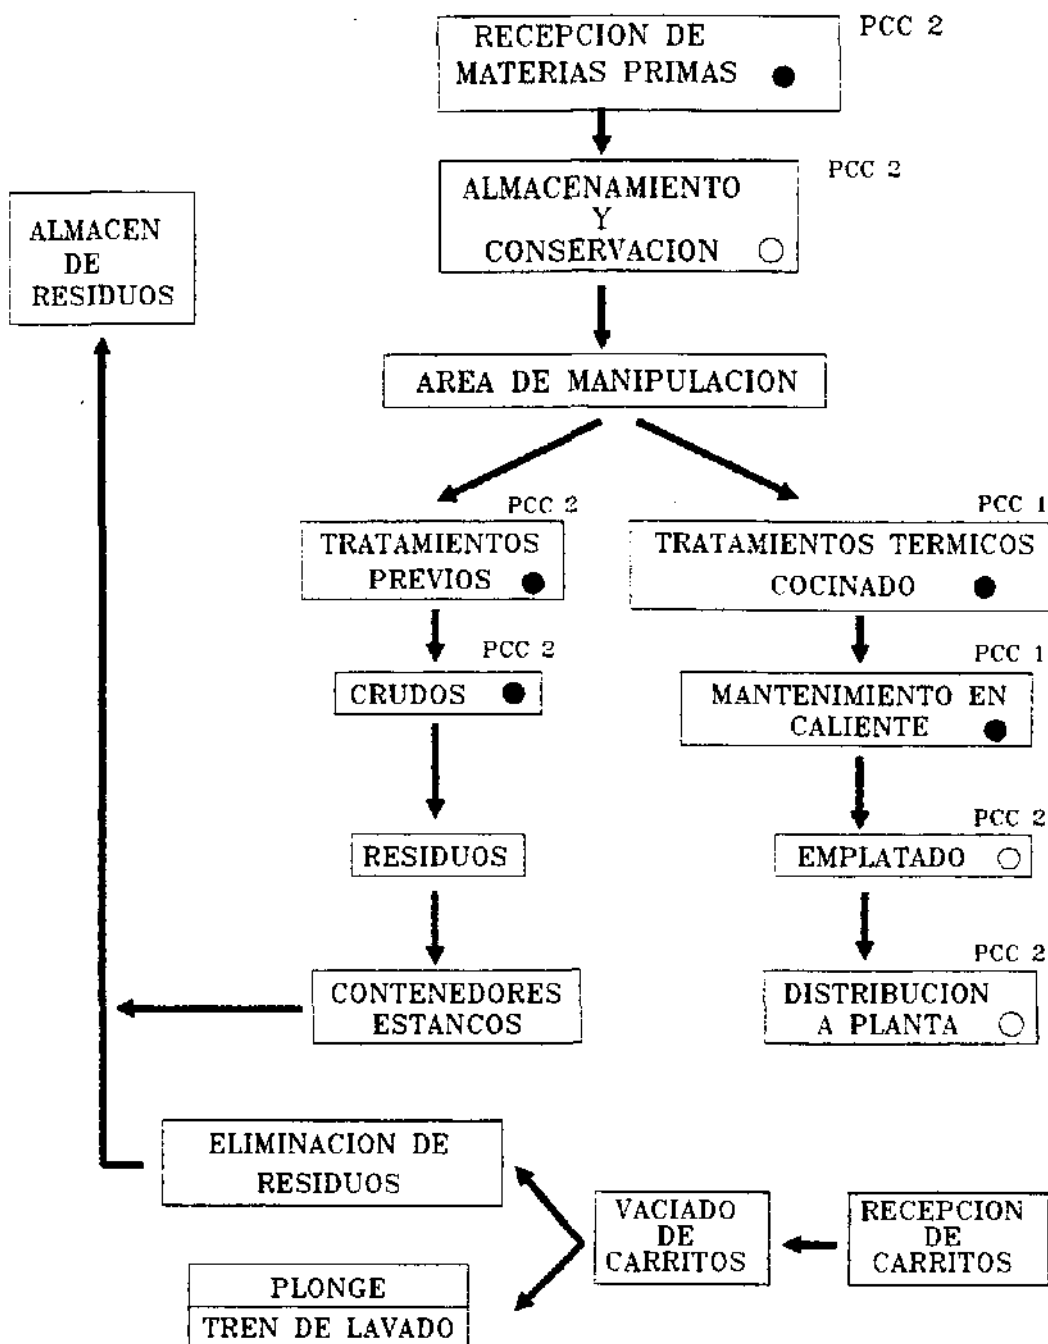 RECEPCION DE
MATERIAS PRIMAS
PCC 2
ALMACENAMIENTO
Y
CONSERVACION
PCC 2
ALMACEN
DE
RESIDUOS
AREA DE MANIPULACION
PCC 2
TRATAMIENTOS
PREVIOS
PCC 1
TRATAMIENTOS TERMICOS
COCINADO
PCC 2
CRUDOS
PCC 1
MANTENIMIENTO EN
CALIENTE
RESIDUOS
PCC 2
EMPLATADO
CONTENEDORES
ESTANCOS
PCC 2
DISTRIBUCION
A PLANTA
ELIMINACION DE
RESIDUOS
VACIADO
DE
CARRITOS
RECEPCION
DE
CARRITOS
PLONGE
TREN DE LAVADO